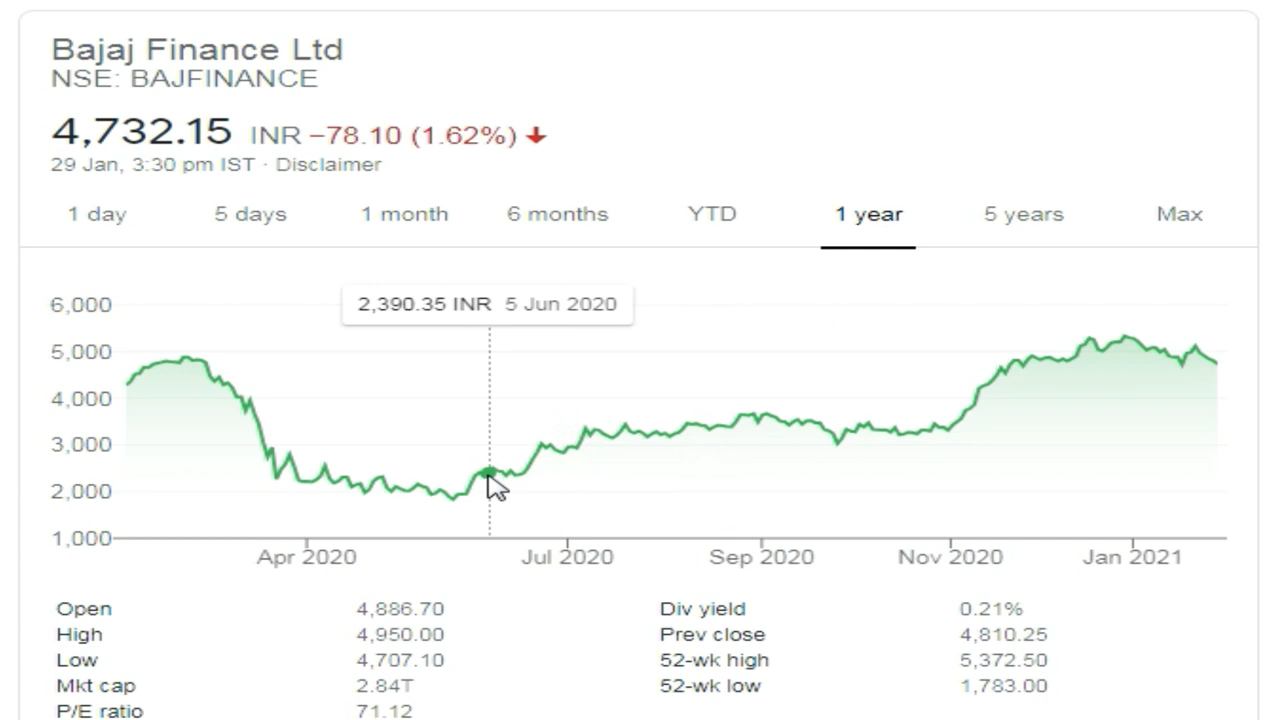 Bajaj Finance Ltd
NSE: BAJFINANCE
4,732.15 INR −78.10 (1.62%)
29 Jan, 3:30 pm IST · Disclaimer
1 day 5 days 1 month 6 months YTD 1 year 5 years Max
2,390.35 INR 5 Jun 2020
6,000
5,000
4,000
3,000
2,000
1,000
Apr 2020 Jul 2020 Sep 2020 Nov 2020 Jan 2021
Open 4,886.70 Div yield 0.21%
High 4,950.00 Prev close 4,810.25
Low 4,707.10 52-wk high 5,372.50
Mkt cap 2.84T 52-wk low 1,783.00
P/E ratio 71.12